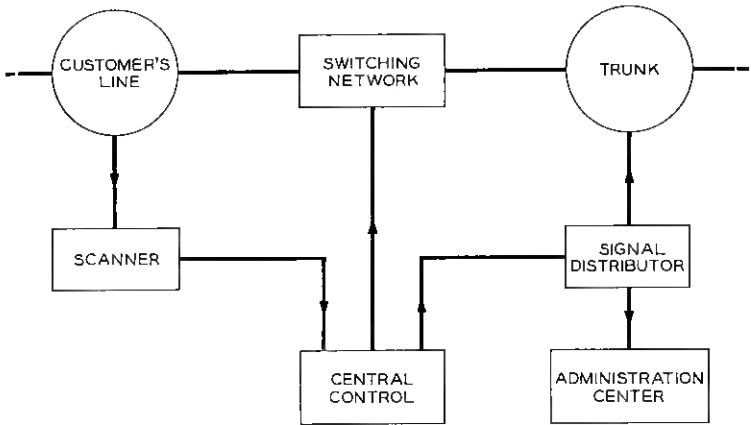 CUSTOMER'S
LINE
SWITCHING
NETWORK
TRUNK
SCANNER
SIGNAL
DISTRIBUTOR
CENTRAL
CONTROL
ADMINISTRATION
CENTER